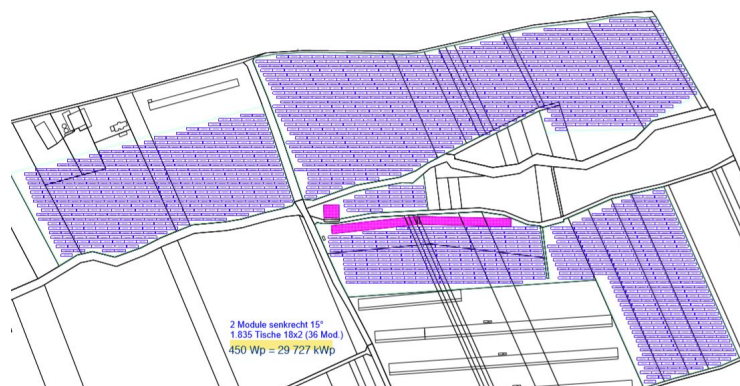 2 Module senkrecht 15°
1.835 Tische 18x2 (36 Mod.)
450 Wp = 29 727 kWp